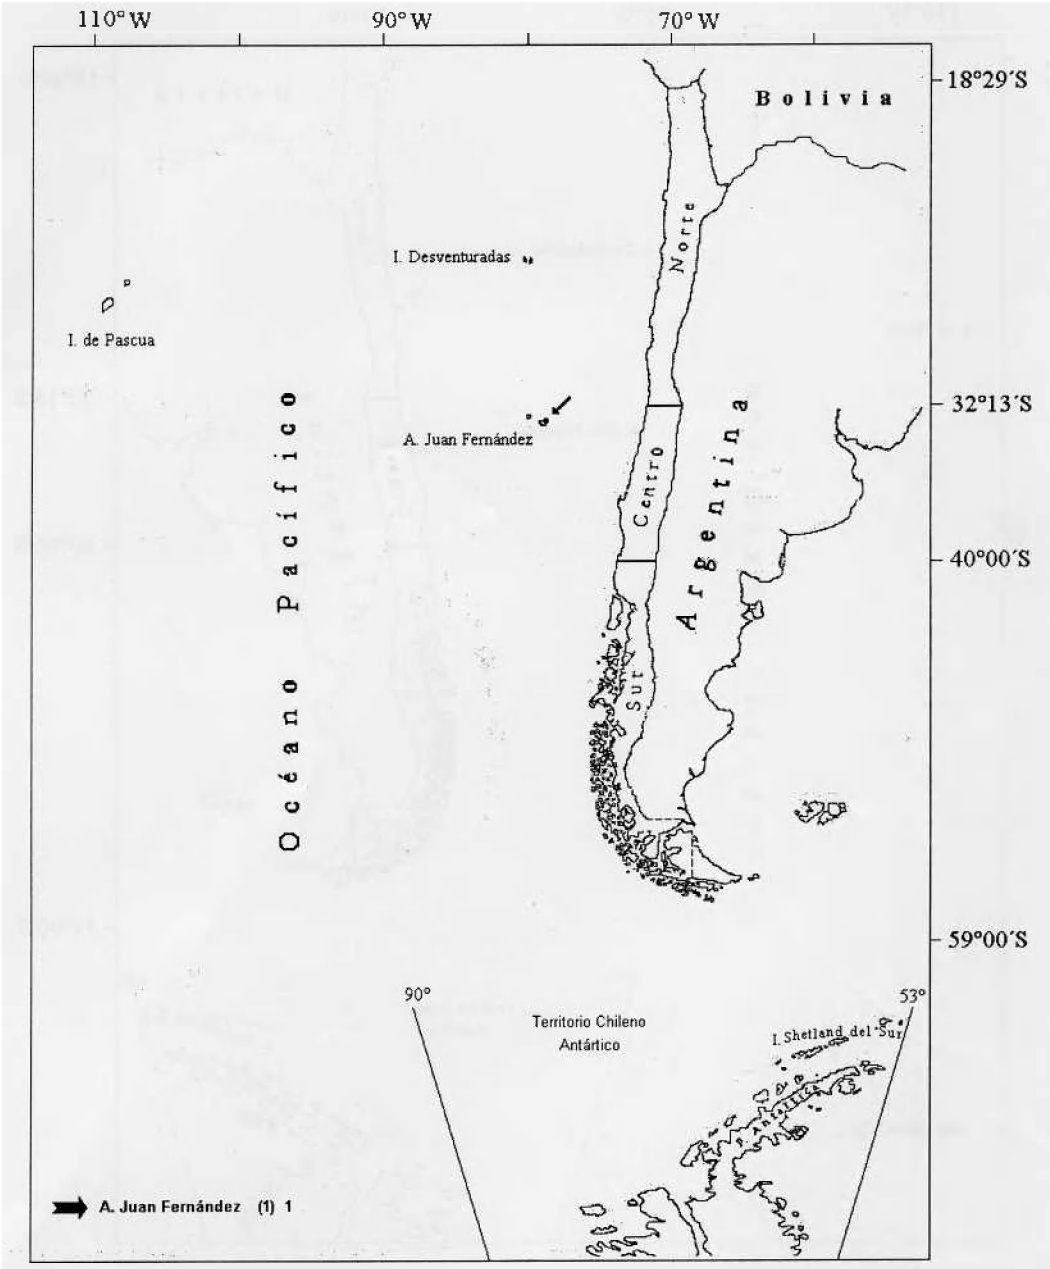 110° W 90° W 70° W
18°29´S
Bolivia
Norte
I. Desventuradas
I. de Pascua
32°13´S
A. Juan Fernández
Centro
Argentina
Océano Pacífico
40°00´S
Sur
59°00´S
90° 53°
Territorio Chileno
Antártico
I. Shetland del Sur
P. Antártica
A. Juan Fernández (1) 1